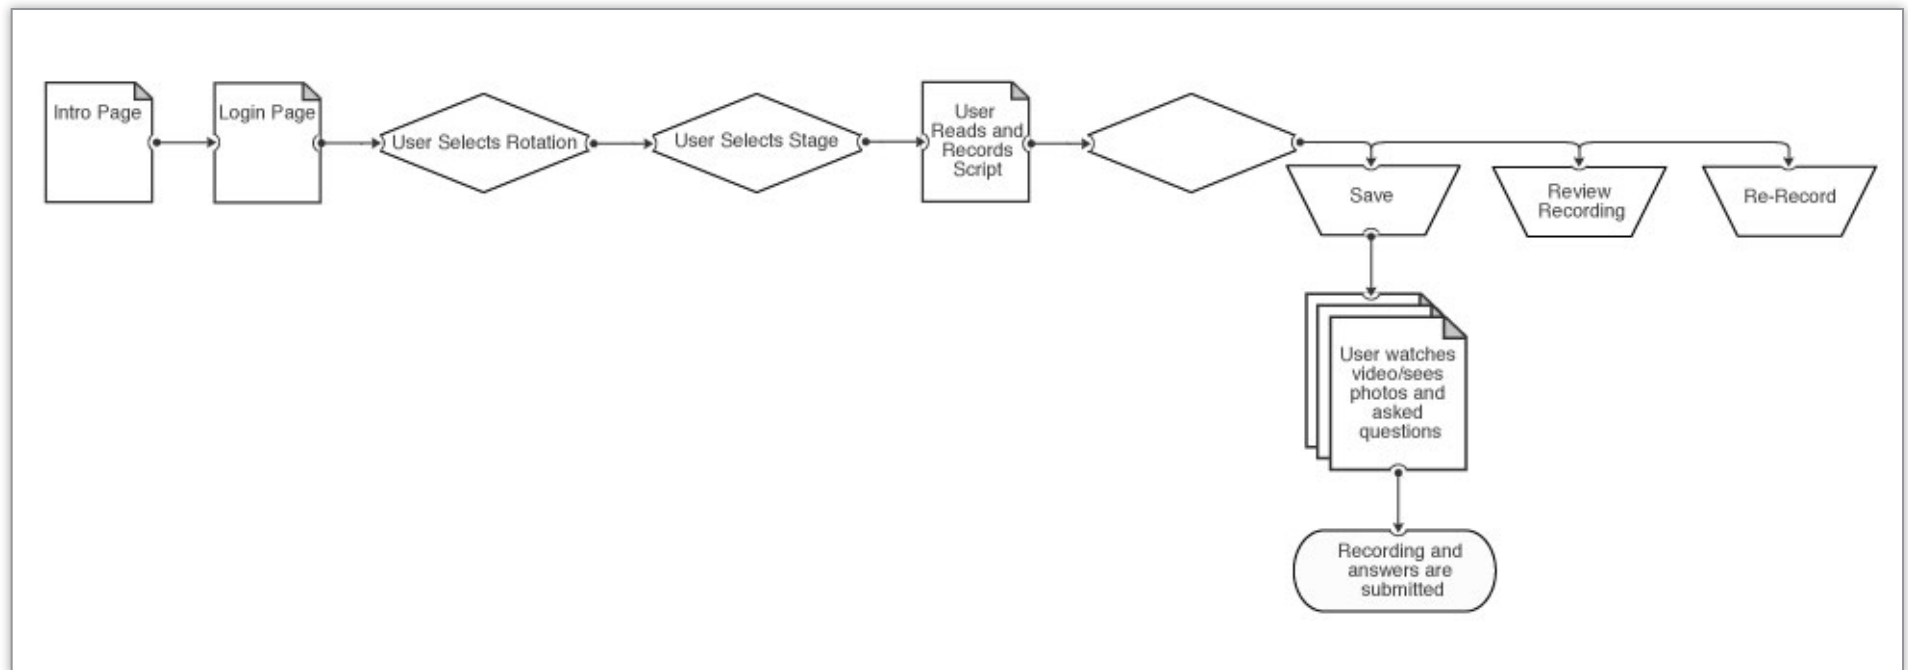 Intro Page
Login Page
User Selects Rotation
User Selects Stage
User
Reads and
Records
Script
Save
Review
Recording
Re-Record
User watches
video/sees
photos and
asked
questions
Recording and
answers are
submitted